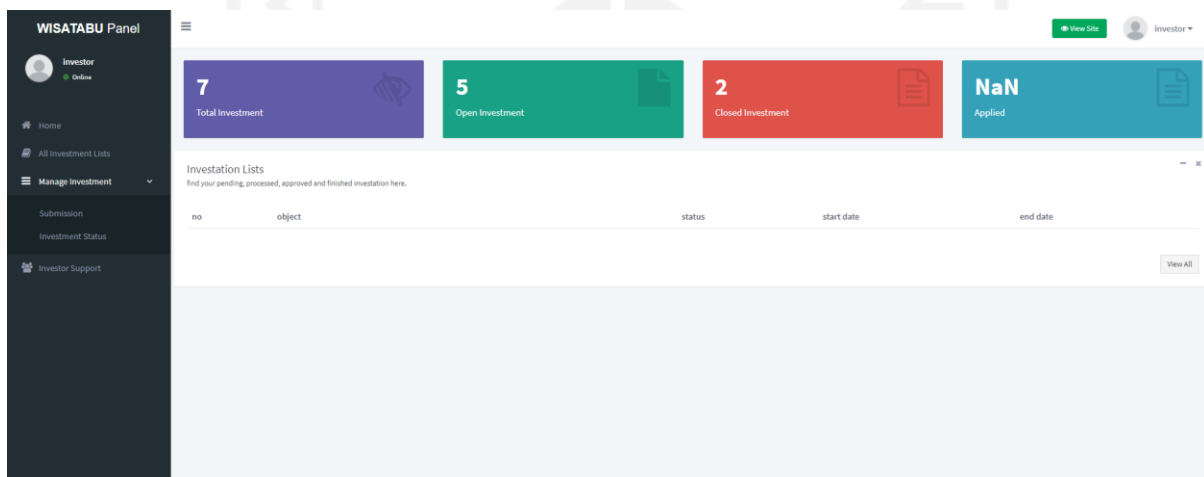 WISATABU Panel
View Site
investor
investor
Online
7
Total Investment
5
Open Investment
2
Closed Investment
NaN
Applied
Home
All Investment Lists
Manage Investment
Submission
Investment Status
Investor Support
Investation Lists
find your pending, processed, approved and finished investation here.
no object status start date end date
View All